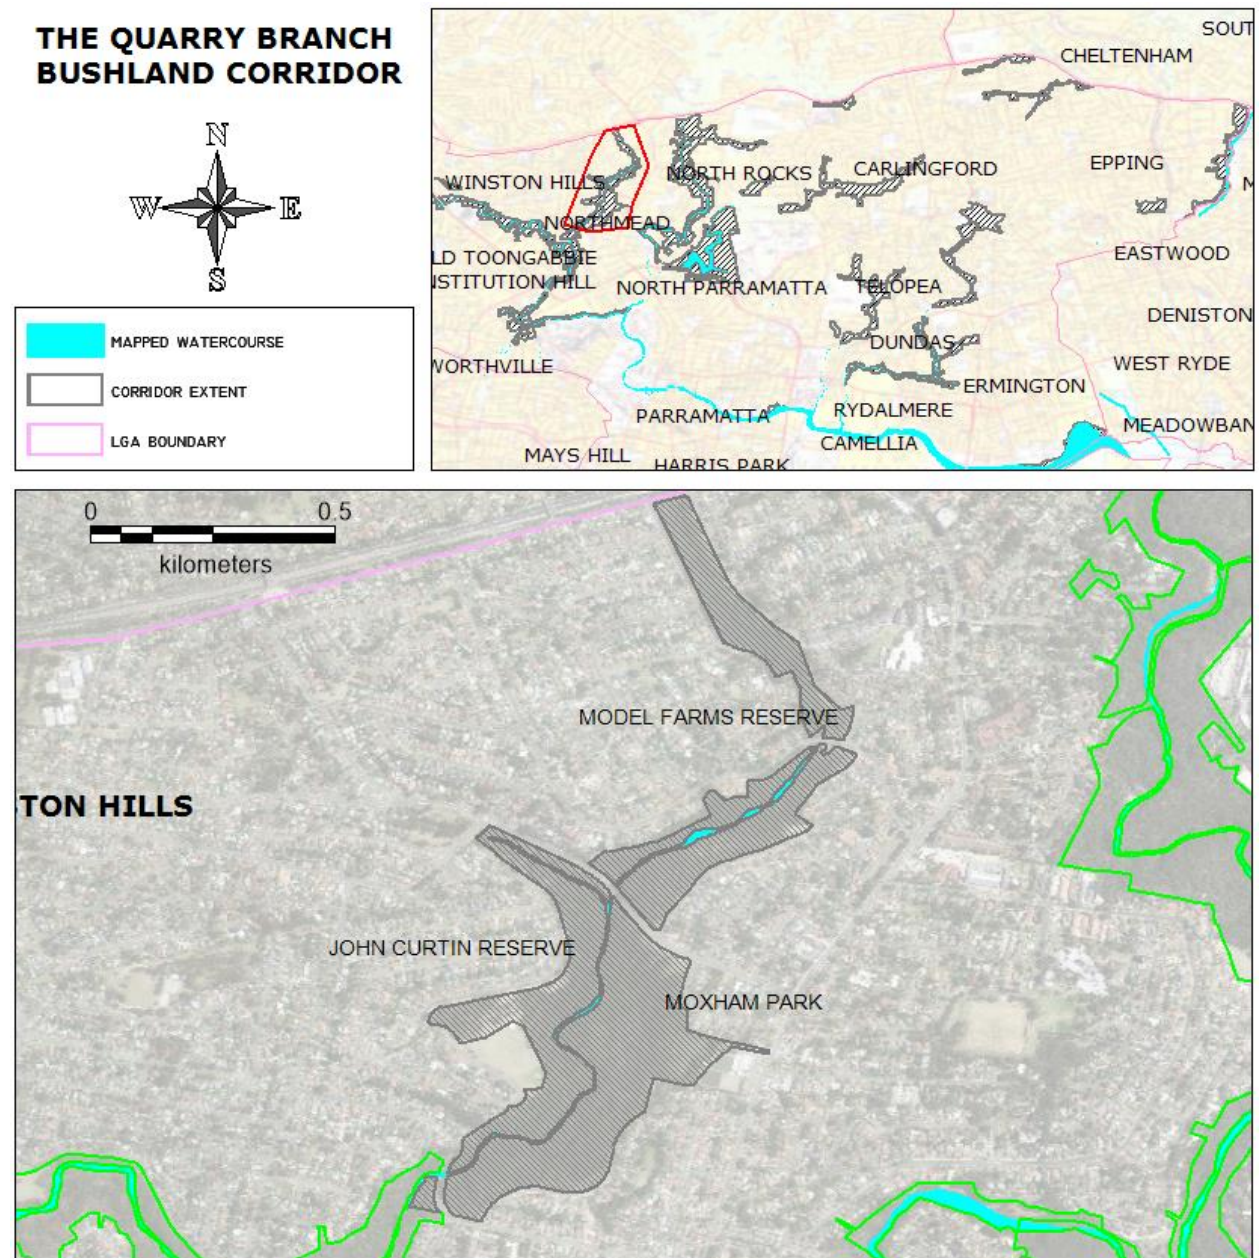 THE QUARRY BRANCH
BUSHLAND CORRIDOR
N
W
E
S
MAPPED WATERCOURSE
CORRIDOR EXTENT
LGA BOUNDARY
SOUT
CHELTENHAM
EPPING
CARLINGFORD
NORTH ROCKS
WINSTON HILLS
M
NORTHMEAD
EASTWOOD
LD TOONGABBIE
NSTITUTION HILL
NORTH PARRAMATTA
TELOPEA
DENISTON
DUNDAS
WORTHVILLE
WEST RYDE
ERMINGTON
PARRAMATTA
RYDALMERE
MEADOWBAN
CAMELLIA
MAYS HILL
HARRIS PARK
0 0.5
kilometers
MODEL FARMS RESERVE
TON HILLS
JOHN CURTIN RESERVE
MOXHAM PARK